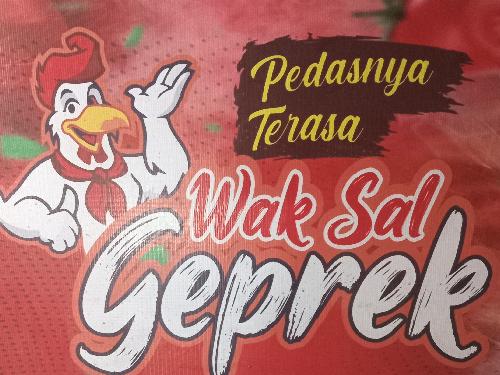 Pedasnya
Terasa
Wak Sal
Geprek